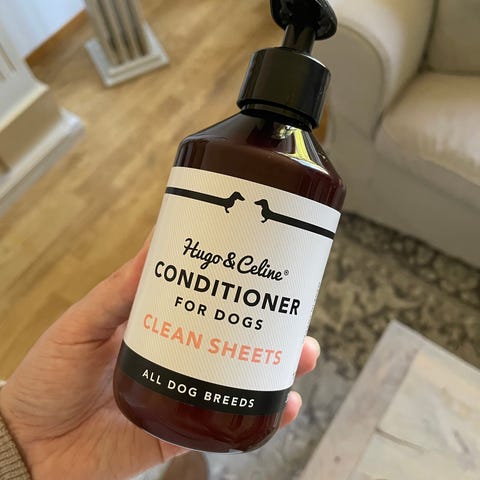 Hugo & Celine®
CONDITIONER
FOR DOGS
CLEAN SHEETS
ALL DOG BREEDS